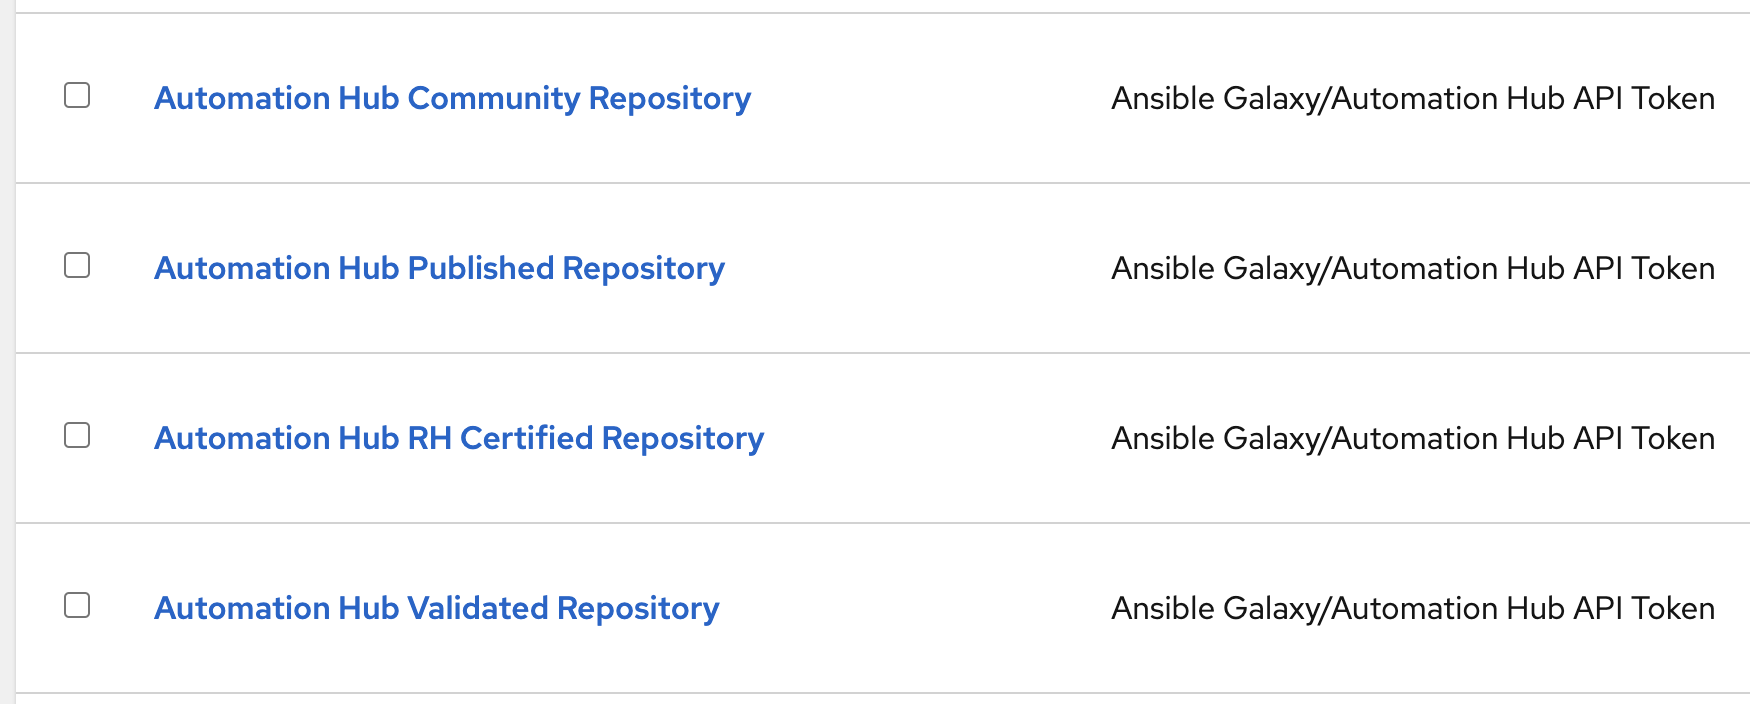 Automation Hub Community Repository Ansible Galaxy/Automation Hub API Token
Automation Hub Published Repository Ansible Galaxy/Automation Hub API Token
Automation Hub RH Certified Repository Ansible Galaxy/Automation Hub API Token
Automation Hub Validated Repository Ansible Galaxy/Automation Hub API Token